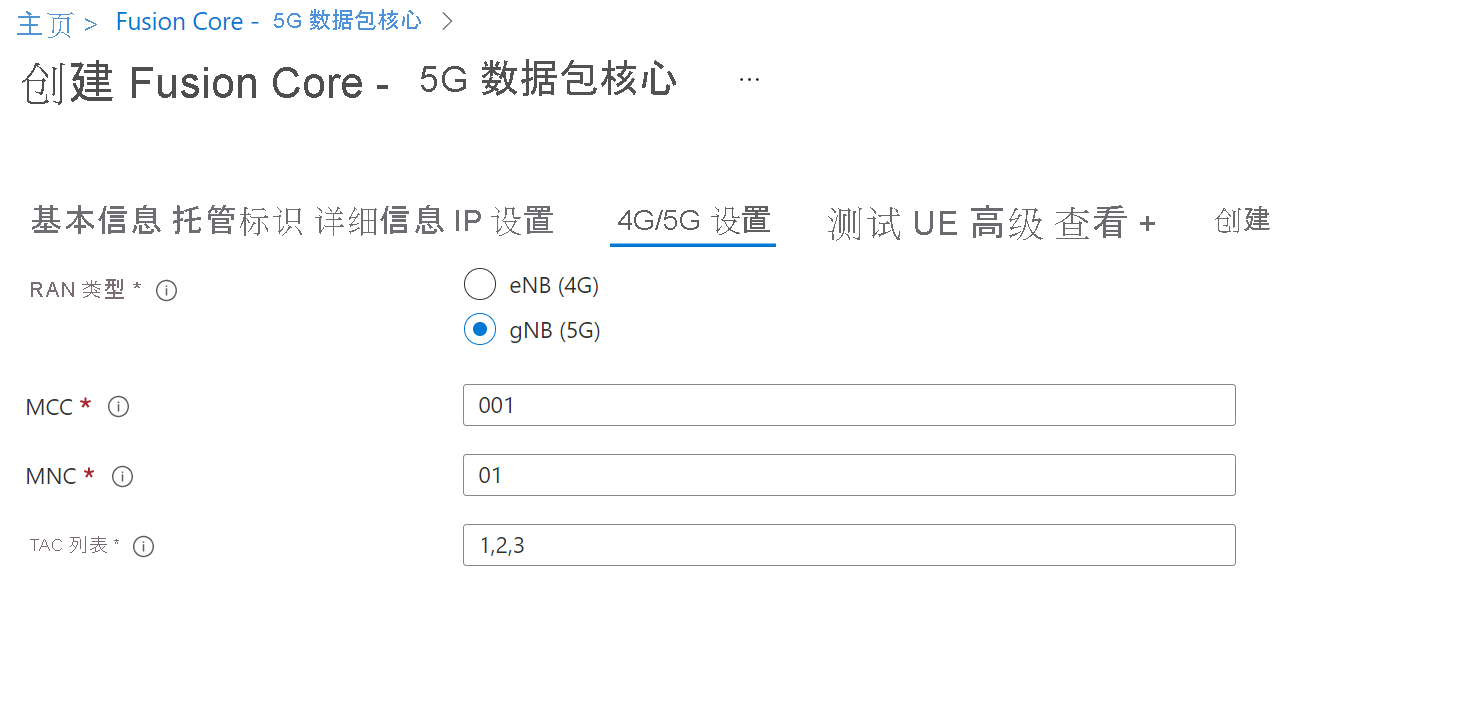 主页 > Fusion Core - 5G 数据包核心 >
创建 Fusion Core - 5G 数据包核心 ...
基本信息 托管标识 详细信息 IP 设置 4G/5G 设置 测试 UE 高级 查看 + 创建
RAN 类型 *
eNB (4G)
gNB (5G)
MCC * 001
MNC * 01
TAC 列表 * 1,2,3